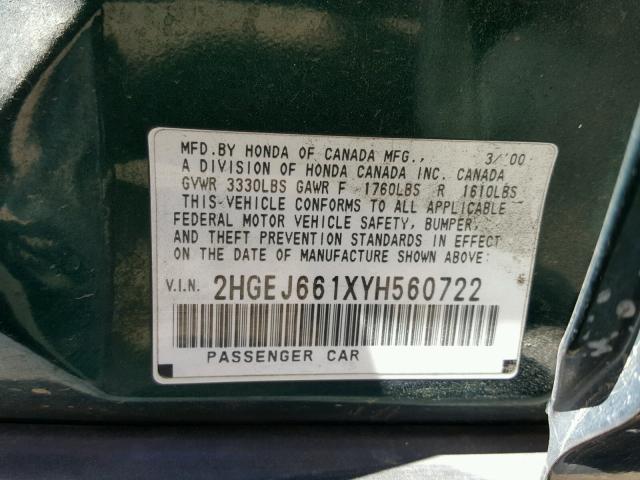 MFD.BY HONDA OF CANADA MFG., 3/'00
A DIVISION OF HONDA CANADA INC. CANADA
GVWR 3330LBS GAWR F 1760LBS R 1610LBS
THIS-VEHICLE CONFORMS TO ALL APPLICABLE
FEDERAL MOTOR VEHICLE SAFETY, BUMPER,
AND THEFT PREVENTION STANDARDS IN EFFECT
ON THE DATE OF MANUFACTURE SHOWN ABOVE:
V.I.N. 2HGEJ661XYH560722
PASSENGER CAR